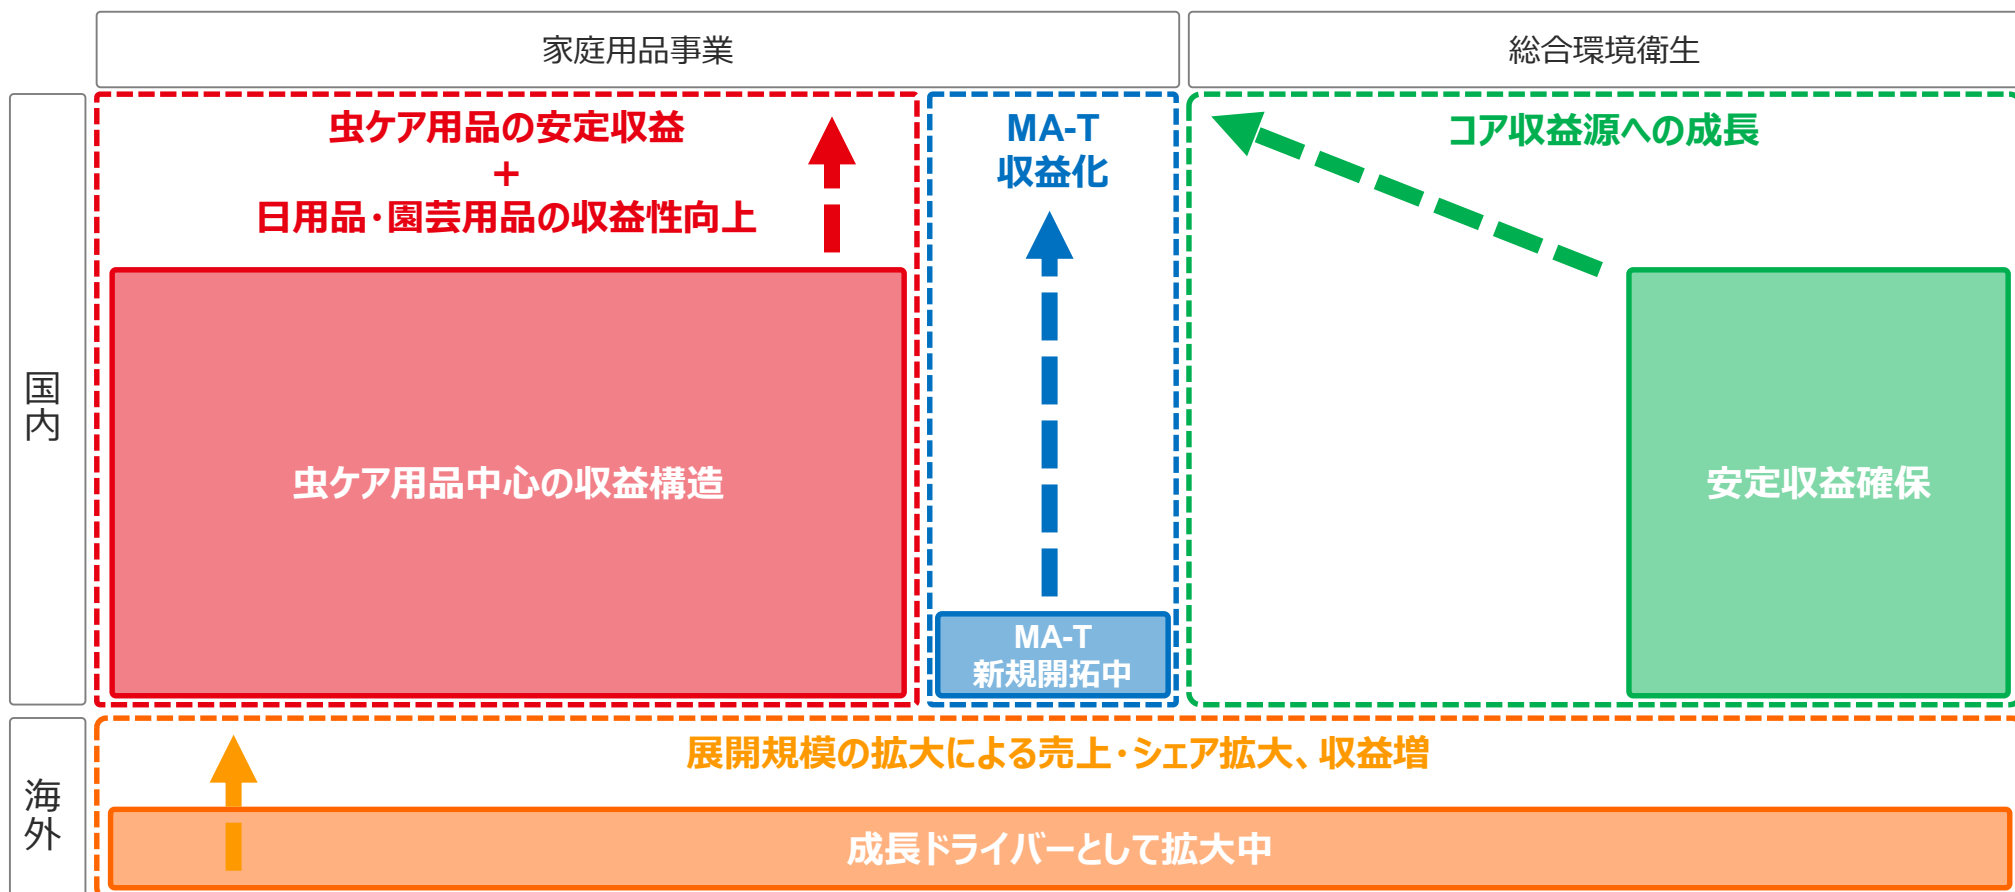 家庭用品事業
総合環境衛生
国内
虫ケア用品の安定収益
+
日用品・園芸用品の収益性向上
MA-T
収益化
コア収益源への成長
虫ケア用品中心の収益構造
安定収益確保
MA-T
新規開拓中
海外
展開規模の拡大による売上・シェア拡大、収益増
成長ドライバーとして拡大中